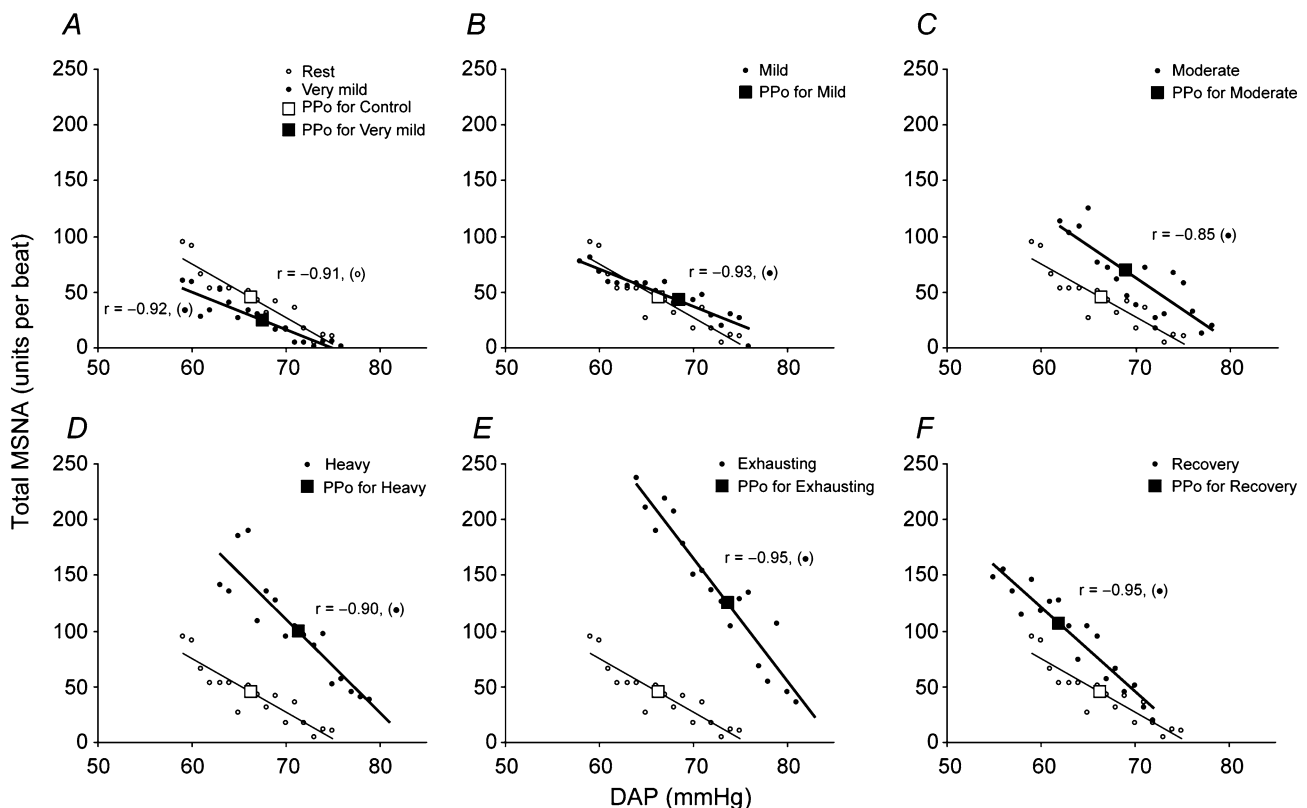 A
250
200
150
100
50
0
50
60
70
80
○ Rest
● Very mild
□ PPo for Control
■ PPo for Very mild
r = −0.91, (○)
r = −0.92, (●)
B
250
200
150
100
50
0
50
60
70
80
● Mild
■ PPo for Mild
r = −0.93, (●)
C
250
200
150
100
50
0
50
60
70
80
● Moderate
■ PPo for Moderate
r = −0.85 (●)
Total MSNA (units per beat)
D
250
200
150
100
50
0
50
60
70
80
● Heavy
■ PPo for Heavy
r = −0.90, (●)
E
250
200
150
100
50
0
50
60
70
80
● Exhausting
■ PPo for Exhausting
r = −0.95, (●)
F
250
200
150
100
50
0
50
60
70
80
● Recovery
■ PPo for Recovery
r = −0.95, (●)
DAP (mmHg)